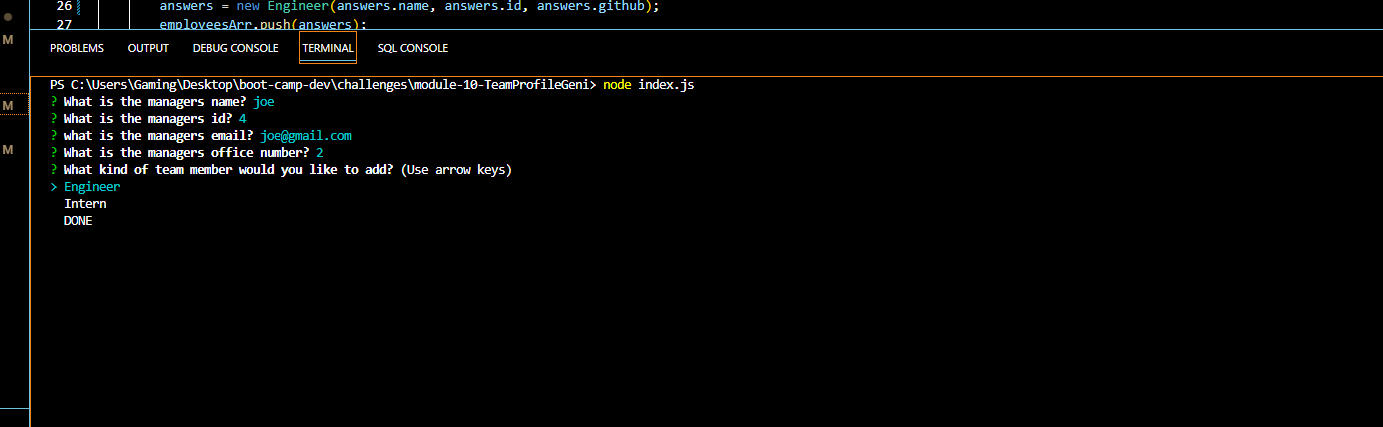 26 answers = new Engineer(answers.name, answers.id, answers.github);
27 employeesArr.push(answers);
M
PROBLEMS OUTPUT DEBUG CONSOLE TERMINAL SQL CONSOLE
PS C:\Users\Gaming\Desktop\boot-camp-dev\challenges\module-10-TeamProfileGeni> node index.js
? What is the managers name? joe
M
? What is the managers id? 4
? what is the managers email? joe@gmail.com
? What is the managers office number? 2
M
? What kind of team member would you like to add? (Use arrow keys)
> Engineer
Intern
DONE